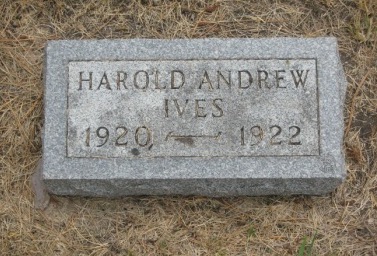 HAROLD ANDREW
IVES
1920 — 1922